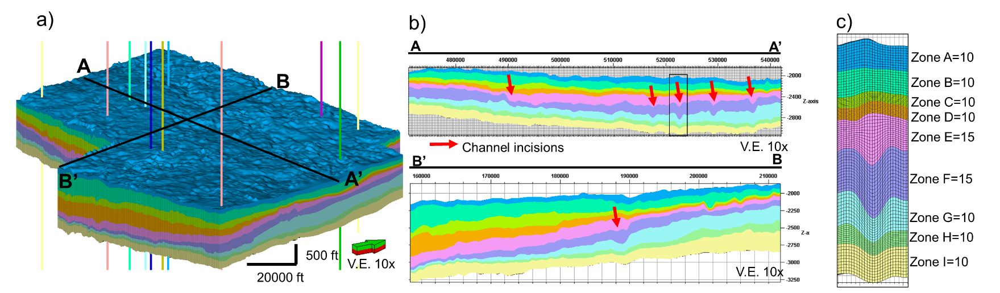 a)
A
B
B’
A’
500 ft
20000 ft
V.E. 10x
b)
A A’
480000 490000 500000 510000 520000 530000 540000
-2000
-2400
Z-axis
-2800
Channel incisions
V.E. 10x
B’ B
160000 170000 180000 190000 200000 210000
-2000
-2250
-2500
Z-a
-2750
-3000
V.E. 10x
-3250
c)
Zone A=10
Zone B=10
Zone C=10
Zone D=10
Zone E=15
Zone F=15
Zone G=10
Zone H=10
Zone I=10